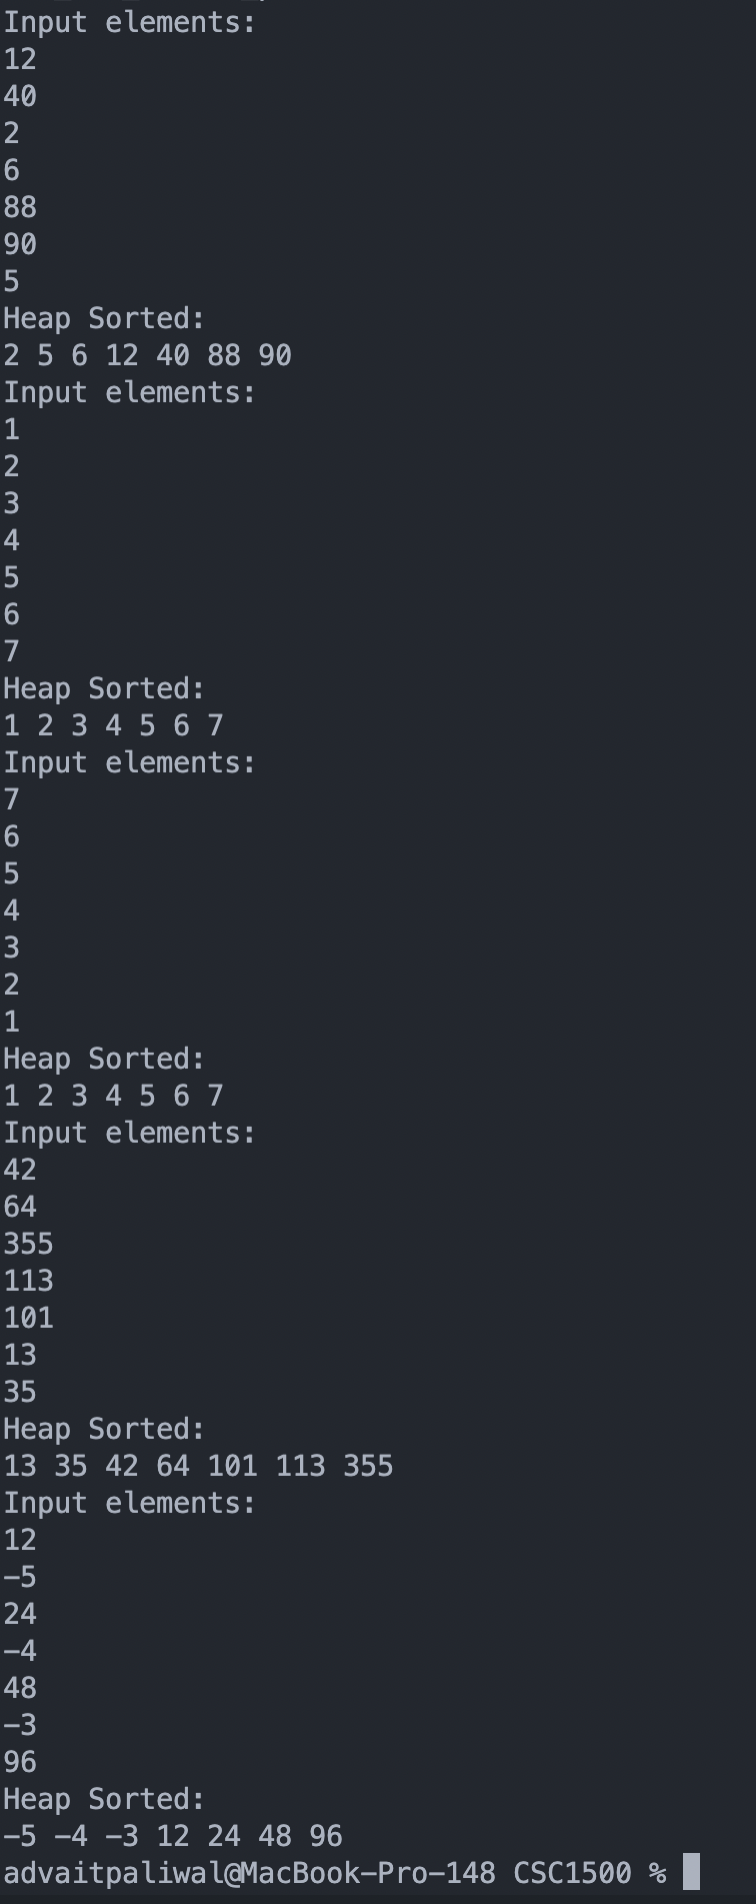 Input elements:
12
40
2
6
88
90
5
Heap Sorted:
2 5 6 12 40 88 90
Input elements:
1
2
3
4
5
6
7
Heap Sorted:
1 2 3 4 5 6 7
Input elements:
7
6
5
4
3
2
1
Heap Sorted:
1 2 3 4 5 6 7
Input elements:
42
64
355
113
101
13
35
Heap Sorted:
13 35 42 64 101 113 355
Input elements:
12
-5
24
-4
48
-3
96
Heap Sorted:
-5 -4 -3 12 24 48 96
advaitpaliwal@MacBook-Pro-148 CSC1500 %